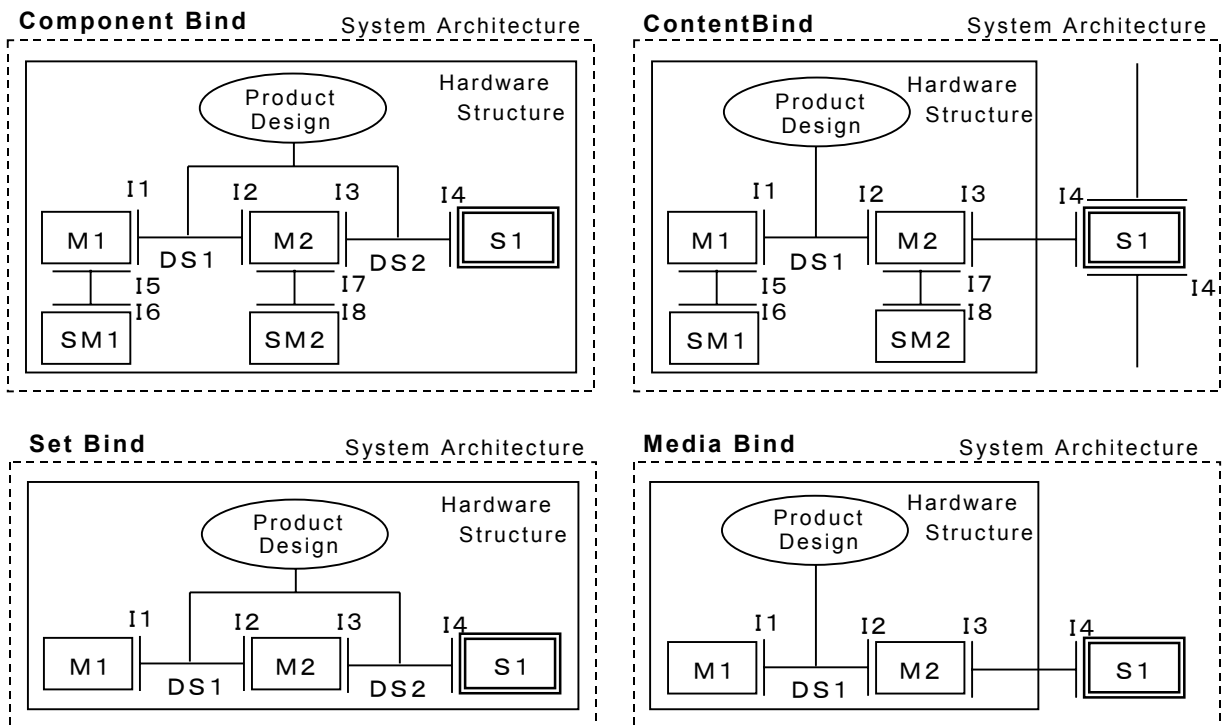 Component Bind
System Architecture
Hardware
Structure
Product
Design
I1
I2
I3
I4
M1
M2
S1
DS1
DS2
I5
I7
I6
I8
SM1
SM2
ContentBind
System Architecture
Hardware
Structure
Product
Design
I1
I2
I3
I4
M1
M2
S1
DS1
I5
I7
I4
I6
I8
SM1
SM2
Set Bind
System Architecture
Hardware
Structure
Product
Design
I1
I2
I3
I4
M1
M2
S1
DS1
DS2
Media Bind
System Architecture
Hardware
Structure
Product
Design
I1
I2
I3
I4
M1
M2
S1
DS1